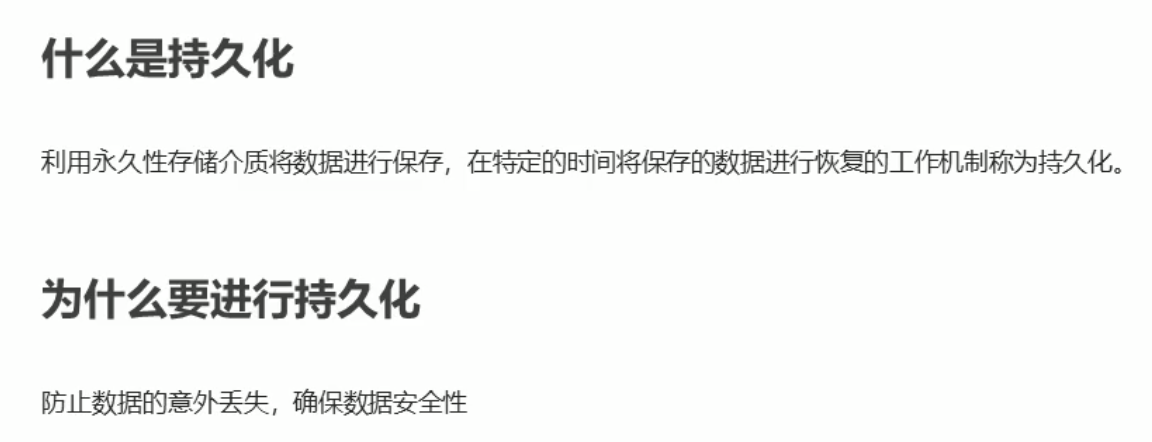 什么是持久化
利用永久性存储介质将数据进行保存，在特定的时间将保存的数据进行恢复的工作机制称为持久化。
为什么要进行持久化
防止数据的意外丢失，确保数据安全性